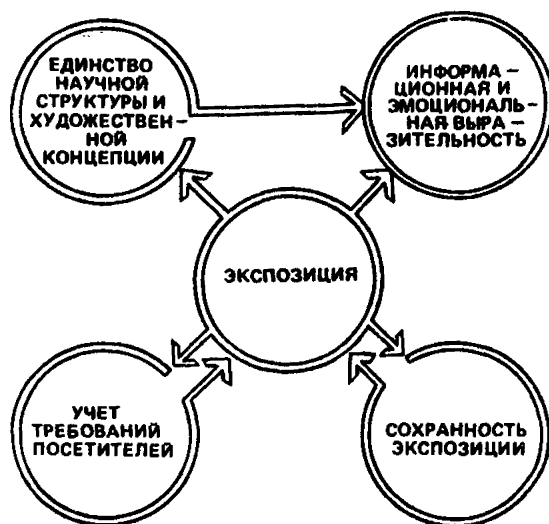 ЕДИНСТВО
НАУЧНОЙ
СТРУКТУРЫ И
ХУДОЖЕСТВЕН-
НОЙ
КОНЦЕПЦИИ
ИНФОРМА-
ЦИОННАЯ И
ЭМОЦИОНАЛЬ-
НАЯ ВЫРА-
ЗИТЕЛЬНОСТЬ
ЭКСПОЗИЦИЯ
УЧЕТ
ТРЕБОВАНИЙ
ПОСЕТИТЕЛЕЙ
СОХРАННОСТЬ
ЭКСПОЗИЦИИ